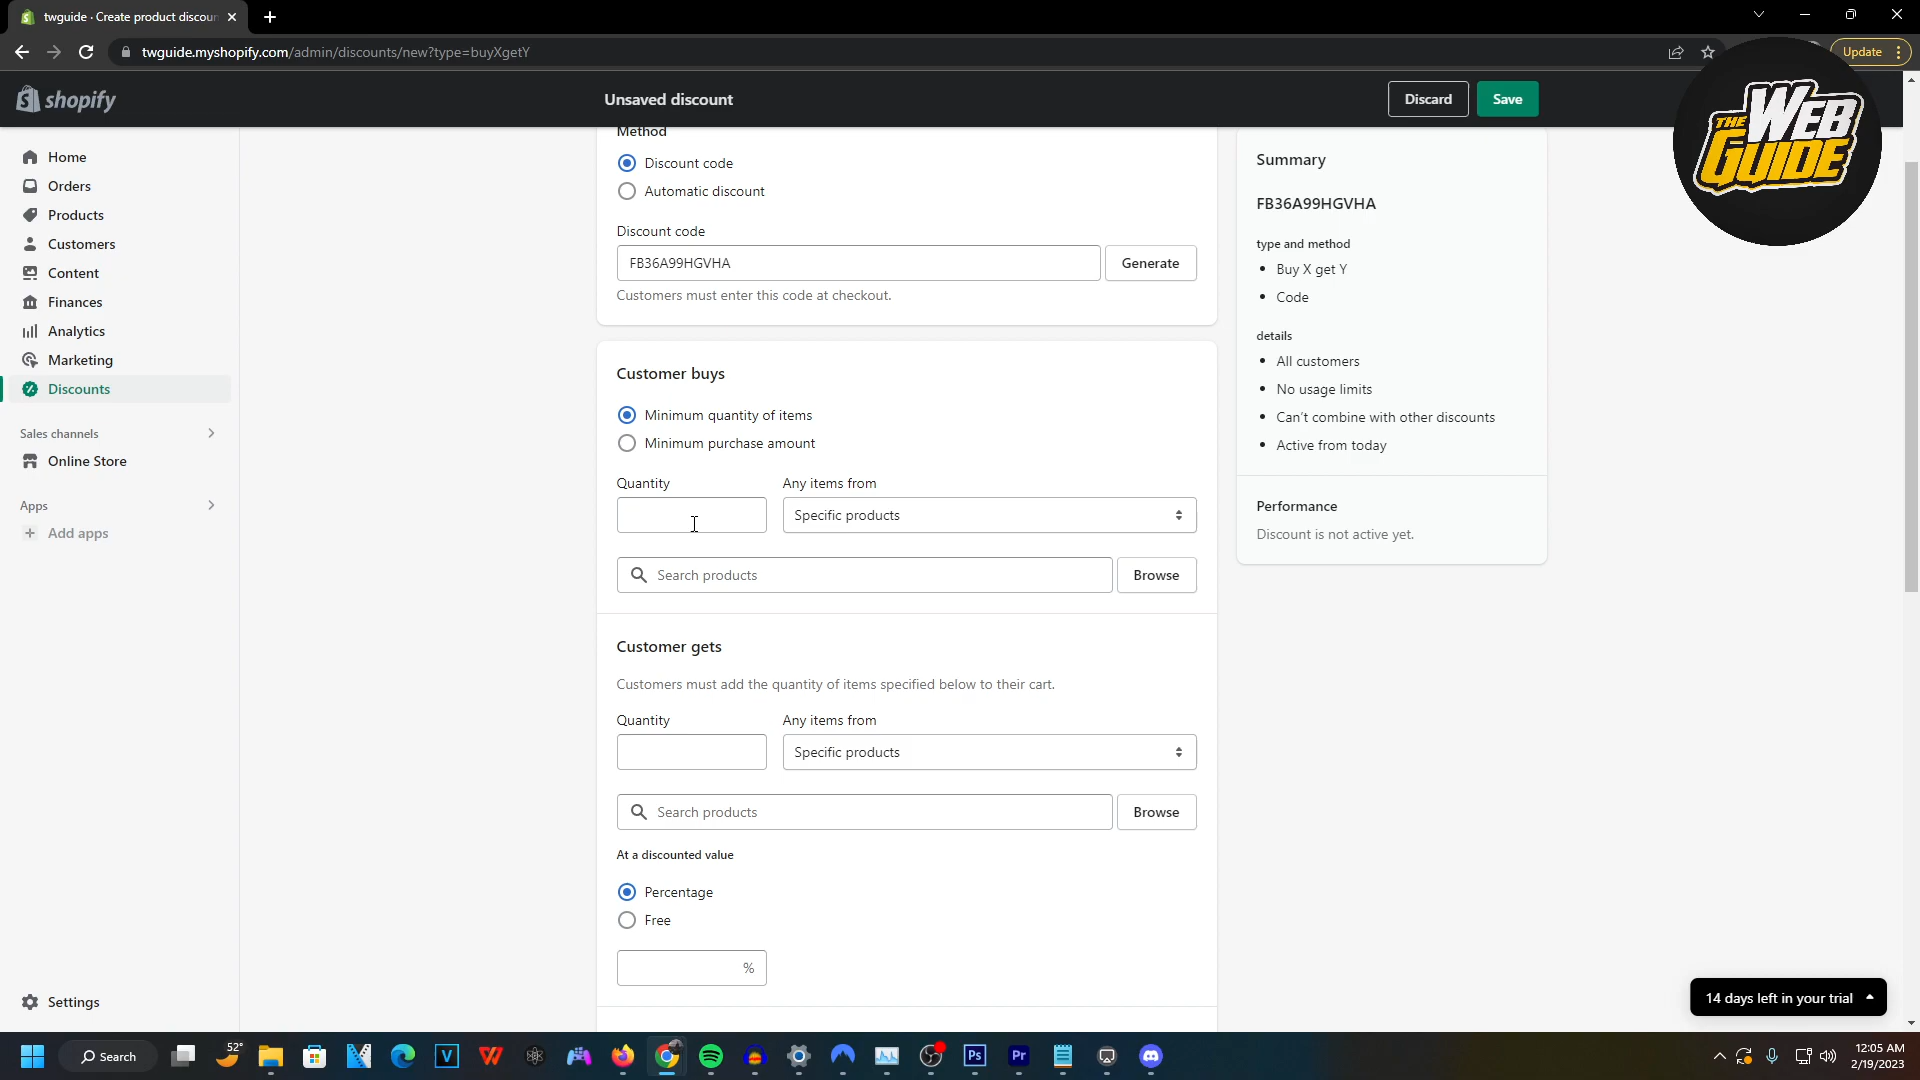 twguide · Create product discoun
twguide.myshopify.com/admin/discounts/new?type=buyXgetY
Update
shopify
Unsaved discount
Discard
Save
THE WEB GUIDE
Home
Orders
Products
Customers
Content
Finances
Analytics
Marketing
Discounts
Sales channels
Online Store
Apps
Add apps
Settings
Method
Discount code
Automatic discount
Discount code
FB36A99HGVHA
Generate
Customers must enter this code at checkout.
Customer buys
Minimum quantity of items
Minimum purchase amount
Quantity
Any items from
Specific products
Search products
Browse
Customer gets
Customers must add the quantity of items specified below to their cart.
Quantity
Any items from
Specific products
Search products
Browse
At a discounted value
Percentage
Free
%
Summary
FB36A99HGVHA
type and method
Buy X get Y
Code
details
All customers
No usage limits
Can't combine with other discounts
Active from today
Performance
Discount is not active yet.
14 days left in your trial
Search
52°
V
W
Ps
Pr
12:05 AM
2/19/2023